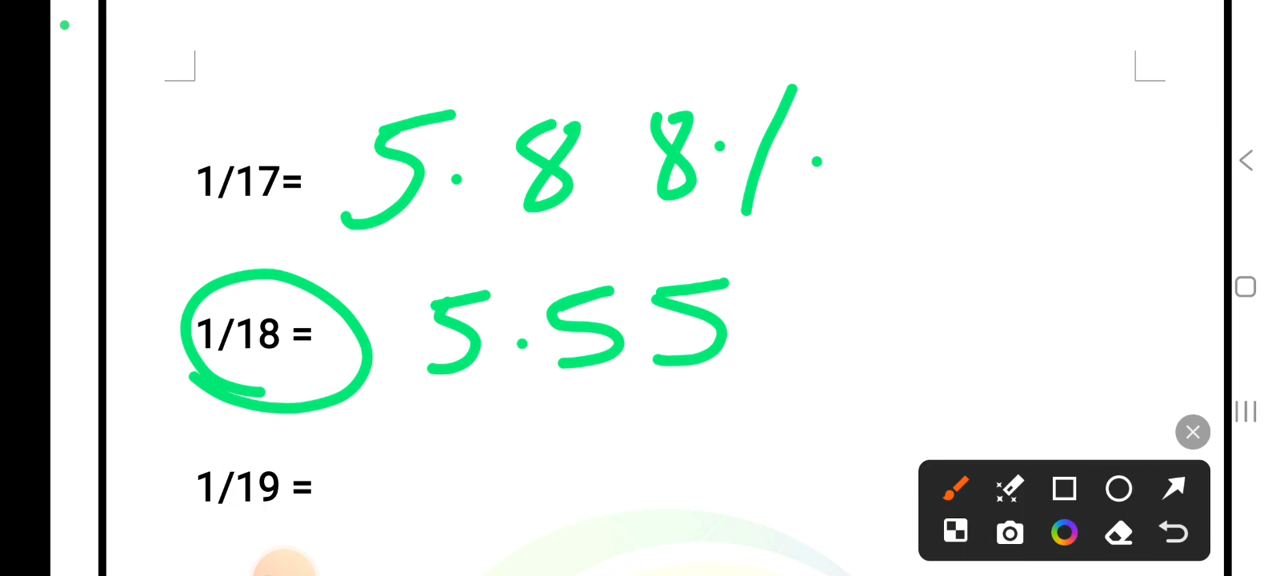 1/17= 5.88%.
1/18 = 5.55
1/19 =